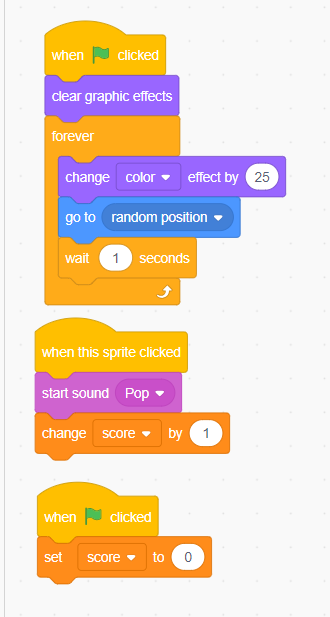 when clicked
clear graphic effects
forever
change color effect by 25
go to random position
wait 1 seconds
when this sprite clicked
start sound Pop
change score by 1
when clicked
set score to 0